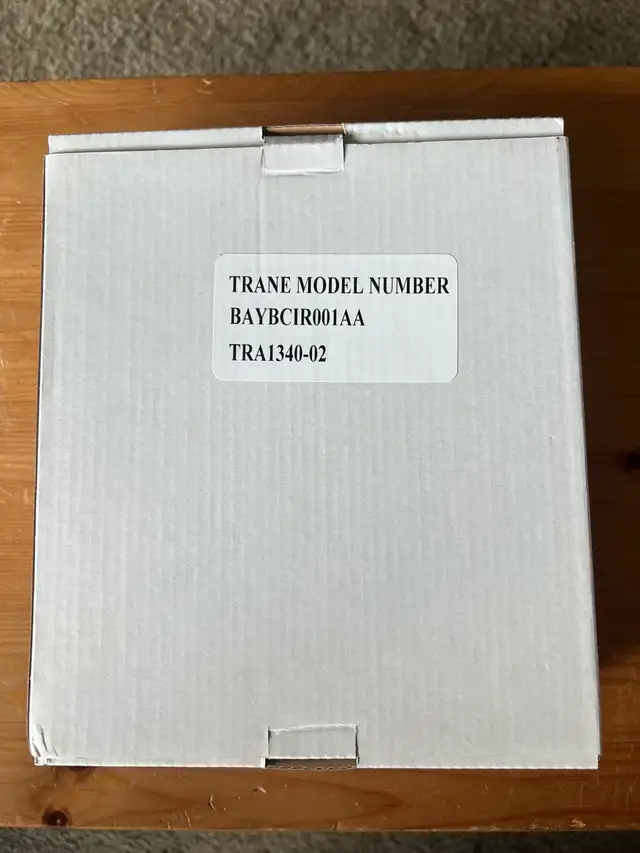 TRANE MODEL NUMBER
BAYBCIR001AA
TRA1340-02